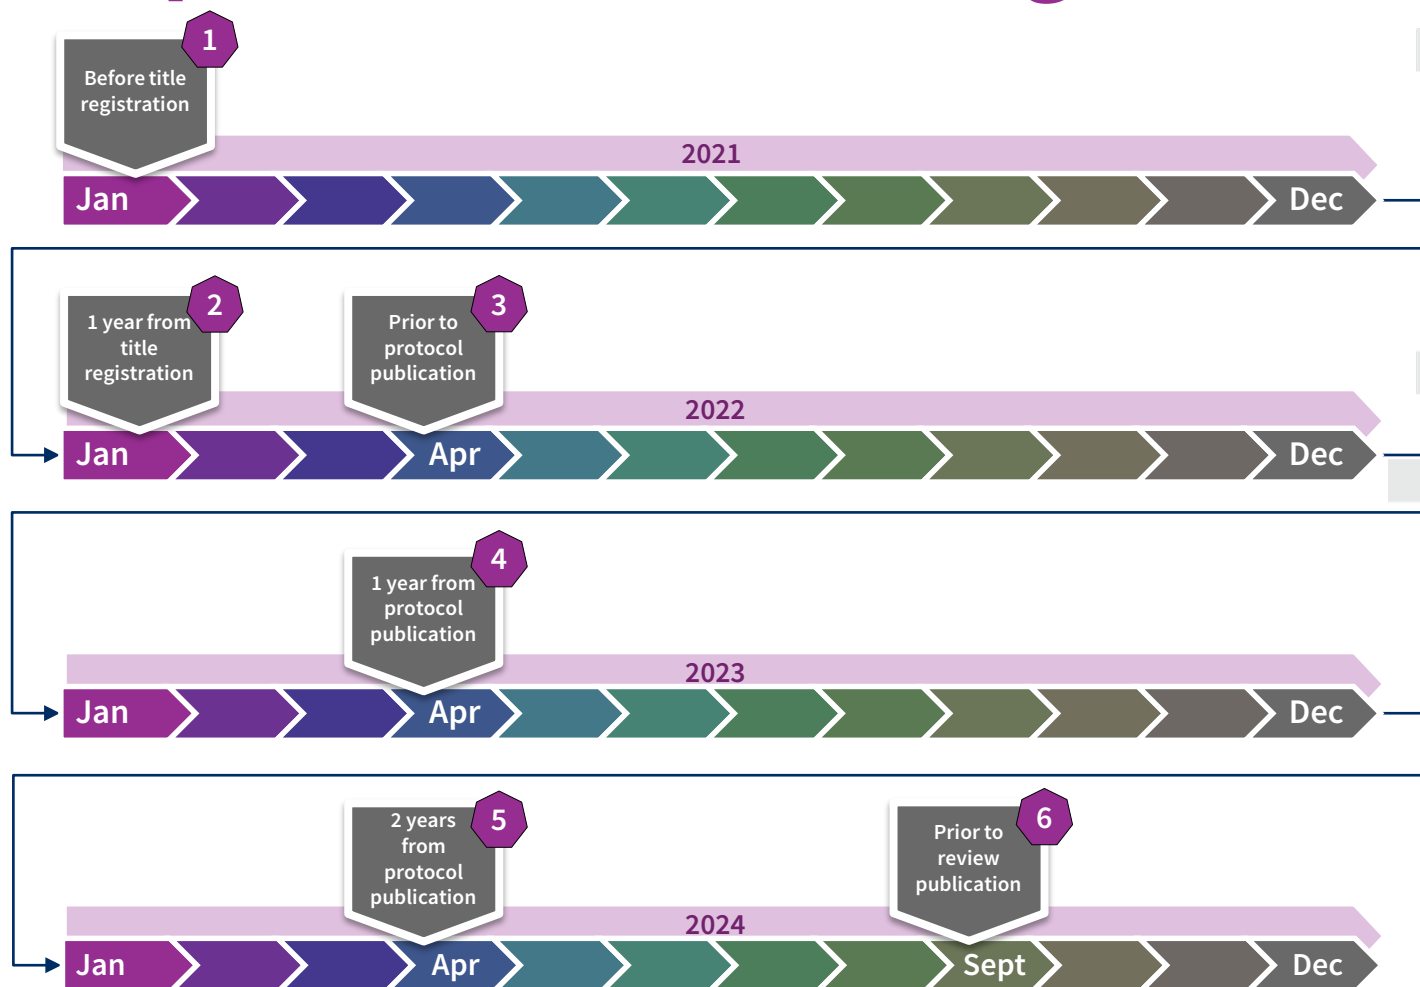 1
Before title
registration
2021
Jan
Dec
2
1 year from
title
registration
3
Prior to
protocol
publication
2022
Jan
Apr
Dec
4
1 year from
protocol
publication
2023
Jan
Apr
Dec
5
2 years
from
protocol
publication
6
Prior to
review
publication
2024
Jan
Apr
Sept
Dec